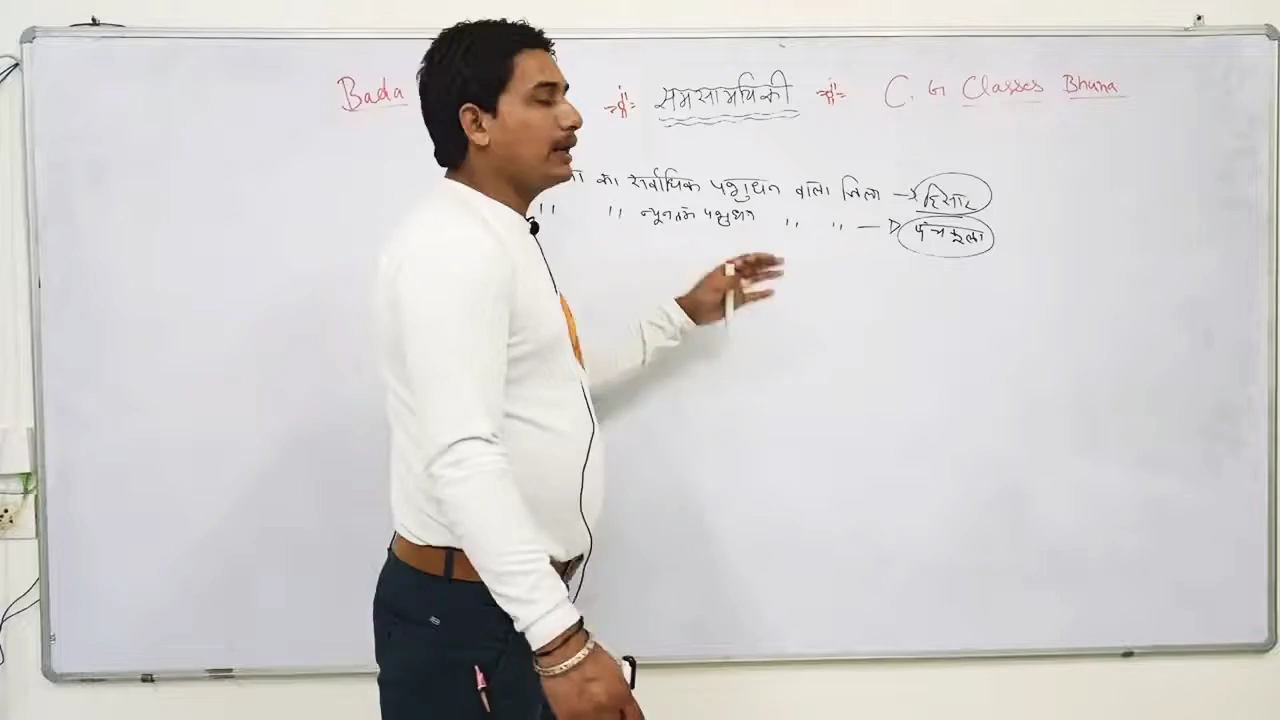 Bada समसामयिकी C. G Classes Bhuna
का सर्वाधिक पशुधन वाला जिला → हिसार
" " न्यूनतम पशुधन " " → पंचकुला